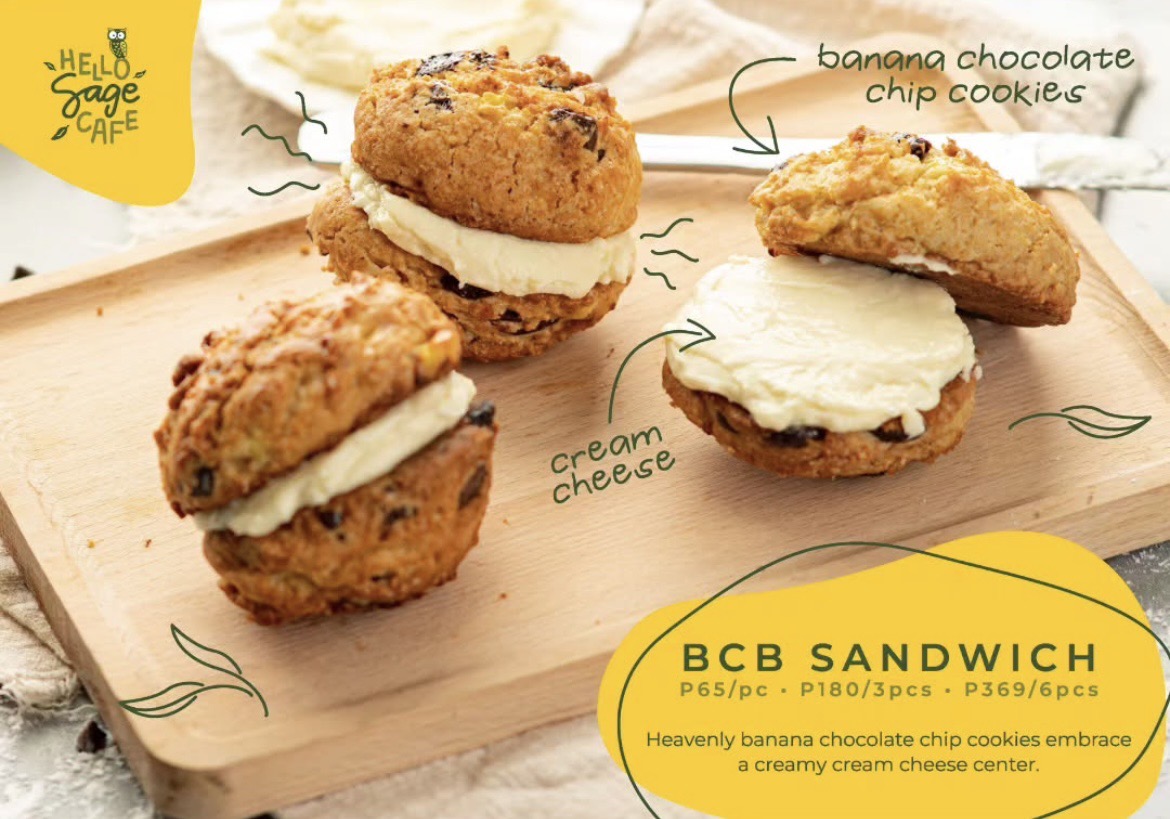 HELLO
Sage
CAFE
banana chocolate
chip cookies
cream
cheese
BCB SANDWICH
P65/pc • P180/3pcs • P369/6pcs
Heavenly banana chocolate chip cookies embrace
a creamy cream cheese center.